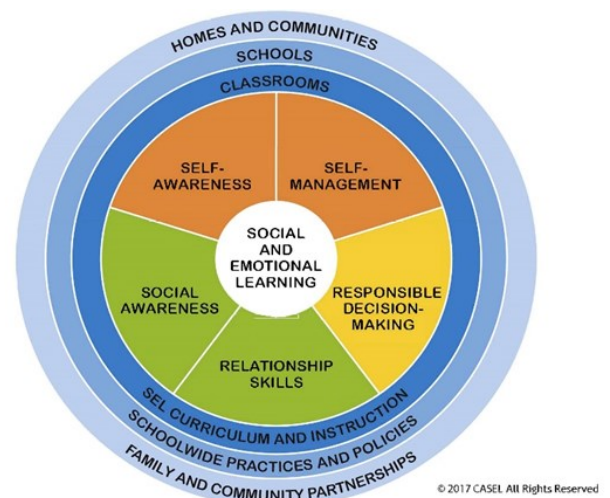 HOMES AND COMMUNITIES
SCHOOLS
CLASSROOMS
SELF-
AWARENESS
SELF-
MANAGEMENT
SOCIAL
AND
EMOTIONAL
LEARNING
SOCIAL
AWARENESS
RESPONSIBLE
DECISION-
MAKING
RELATIONSHIP
SKILLS
SEL CURRICULUM AND INSTRUCTION
SCHOOLWIDE PRACTICES AND POLICIES
FAMILY AND COMMUNITY PARTNERSHIPS
© 2017 CASEL All Rights Reserved